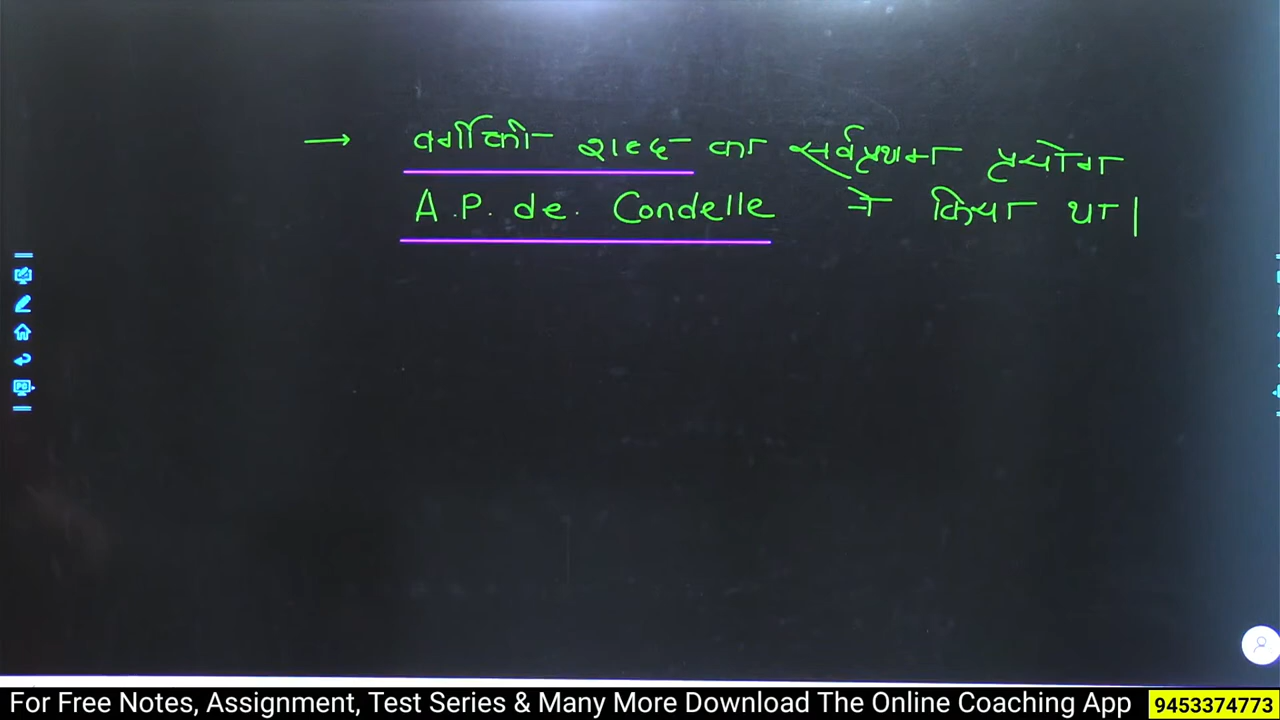 → वर्गीकी शब्द का सर्वप्रथम प्रयोग
A.P. de. Condelle ने किया था।
For Free Notes, Assignment, Test Series & Many More Download The Online Coaching App 9453374773